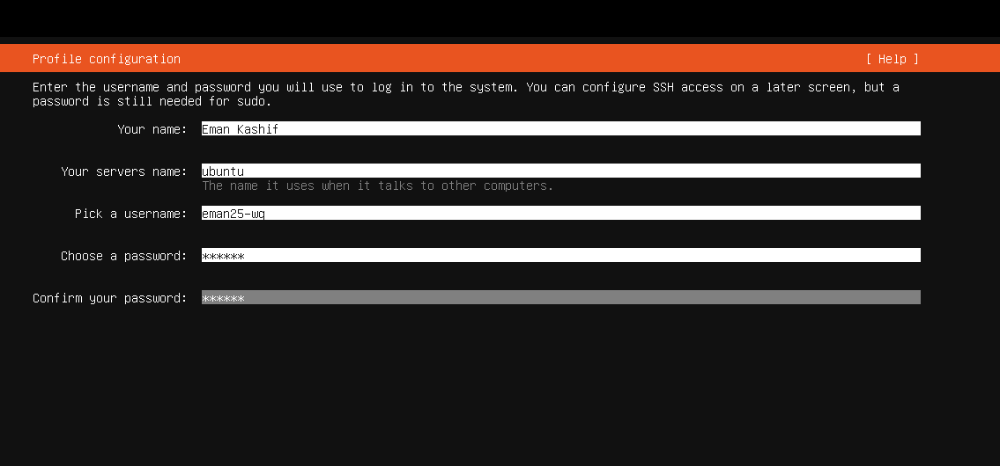 Profile configuration [ Help ]
Enter the username and password you will use to log in to the system. You can configure SSH access on a later screen, but a
password is still needed for sudo.
Your name: Eman Kashif
Your servers name: ubuntu
The name it uses when it talks to other computers.
Pick a username: eman25-wq
Choose a password: ******
Confirm your password: ******